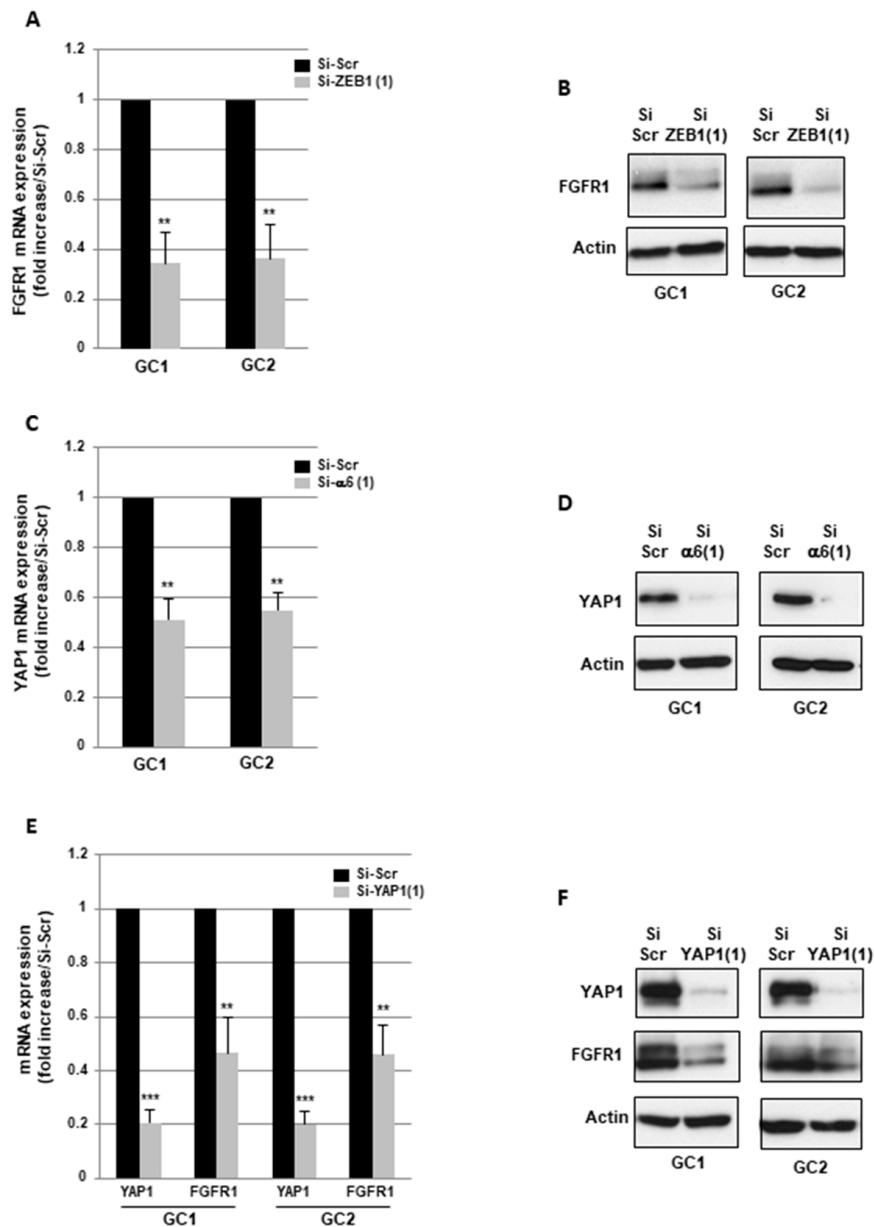 A
FGFR1 mRNA expression
(fold increase/Si-Scr)
1.2
1
0.8
0.6
0.4
0.2
0
Si-Scr
Si-ZEB1 (1)
**
**
GC1
GC2
B
Si
Scr
Si
ZEB1(1)
Si
Scr
Si
ZEB1(1)
FGFR1
Actin
GC1
GC2
C
YAP1 mRNA expression
(fold increase/Si-Scr)
1.2
1
0.8
0.6
0.4
0.2
0
Si-Scr
Si-α6 (1)
**
**
GC1
GC2
D
Si
Scr
Si
α6(1)
Si
Scr
Si
α6(1)
YAP1
Actin
GC1
GC2
E
mRNA expression
(fold increase/Si-Scr)
1.2
1
0.8
0.6
0.4
0.2
0
Si-Scr
Si-YAP1(1)
***
**
***
**
YAP1
FGFR1
YAP1
FGFR1
GC1
GC2
F
Si
Scr
Si
YAP1(1)
Si
Scr
Si
YAP1(1)
YAP1
FGFR1
Actin
GC1
GC2